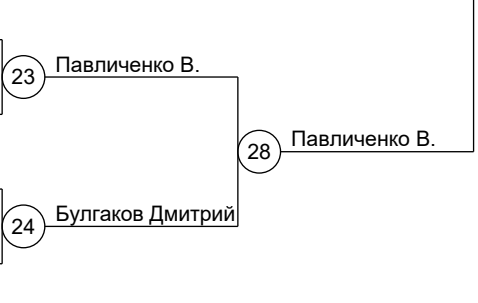 23 Павличенко В.
28 Павличенко В.
24 Булгаков Дмитрий